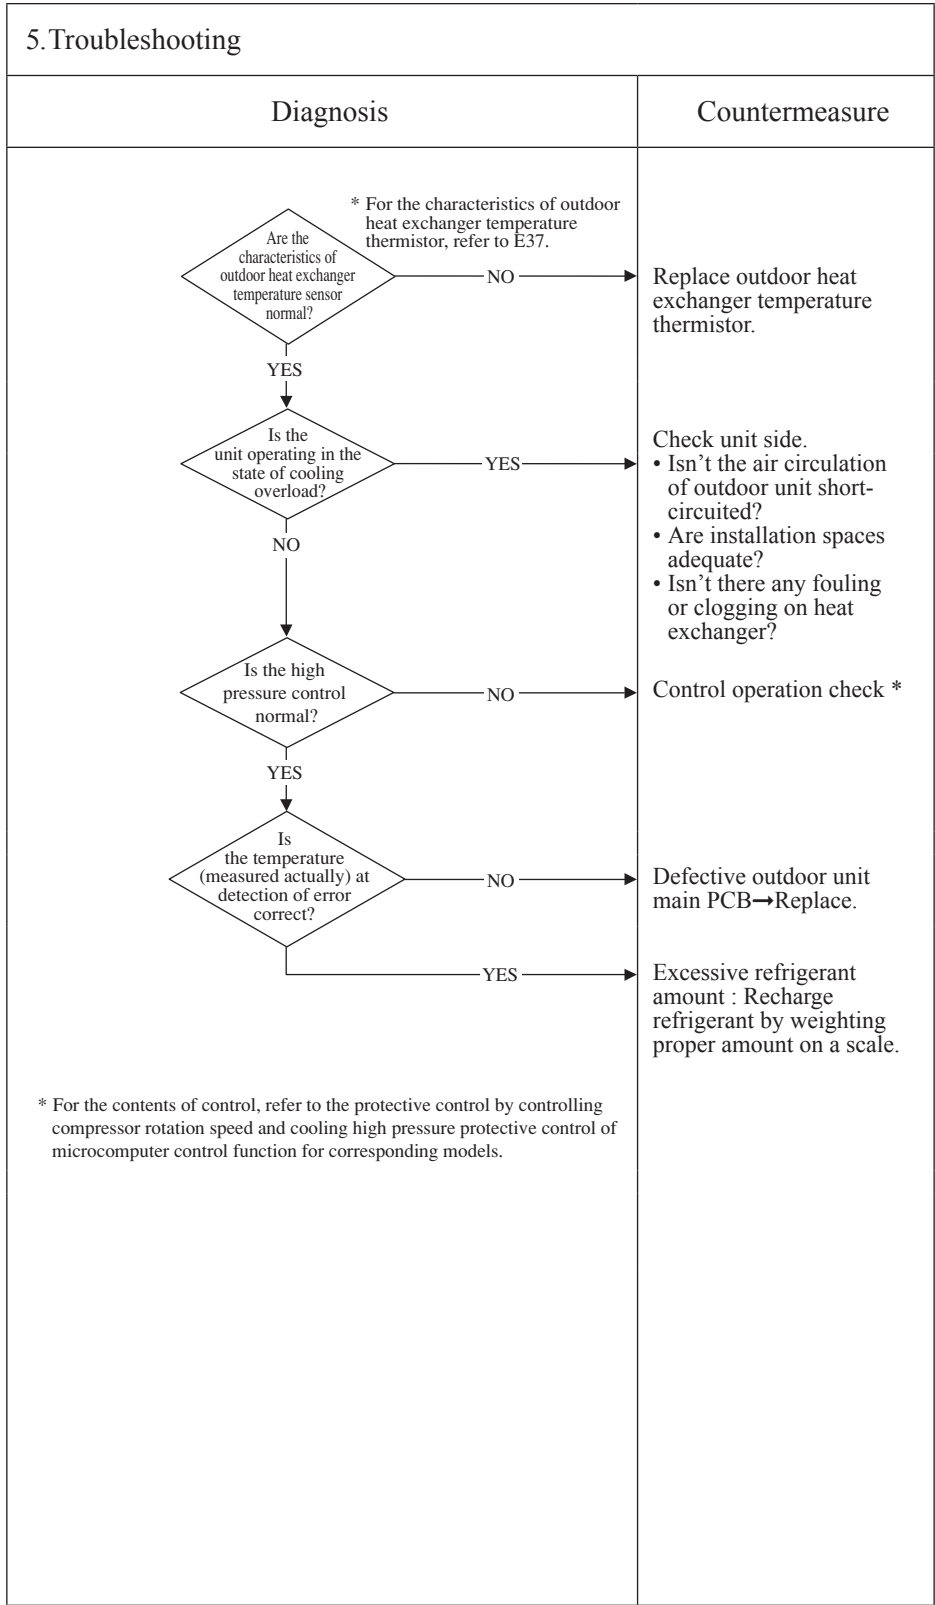 5.Troubleshooting
Diagnosis
Countermeasure
* For the characteristics of outdoor
heat exchanger temperature
thermistor, refer to E37.
Are the
characteristics of
outdoor heat exchanger
temperature sensor
normal?
NO
Replace outdoor heat
exchanger temperature
thermistor.
YES
Is the
unit operating in the
state of cooling
overload?
YES
Check unit side.
• Isn’t the air circulation
of outdoor unit short-
circuited?
• Are installation spaces
adequate?
• Isn’t there any fouling
or clogging on heat
exchanger?
NO
Is the high
pressure control
normal?
NO
Control operation check *
YES
Is
the temperature
(measured actually) at
detection of error
correct?
NO
Defective outdoor unit
main PCB→Replace.
YES
Excessive refrigerant
amount : Recharge
refrigerant by weighting
proper amount on a scale.
* For the contents of control, refer to the protective control by controlling
compressor rotation speed and cooling high pressure protective control of
microcomputer control function for corresponding models.